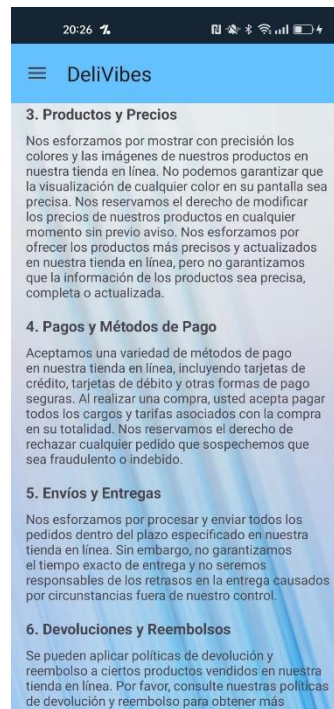 20:26
DeliVibes
3. Productos y Precios
Nos esforzamos por mostrar con precisión los
colores y las imágenes de nuestros productos en
nuestra tienda en línea. No podemos garantizar que
la visualización de cualquier color en su pantalla sea
precisa. Nos reservamos el derecho de modificar
los precios de nuestros productos en cualquier
momento sin previo aviso. Nos esforzamos por
ofrecer los productos más precisos y actualizados
en nuestra tienda en línea, pero no garantizamos
que la información de los productos sea precisa,
completa o actualizada.
4. Pagos y Métodos de Pago
Aceptamos una variedad de métodos de pago
en nuestra tienda en línea, incluyendo tarjetas de
crédito, tarjetas de débito y otras formas de pago
seguras. Al realizar una compra, usted acepta pagar
todos los cargos y tarifas asociados con la compra
en su totalidad. Nos reservamos el derecho de
rechazar cualquier pedido que sospechemos que
sea fraudulento o indebido.
5. Envíos y Entregas
Nos esforzamos por procesar y enviar todos los
pedidos dentro del plazo especificado en nuestra
tienda en línea. Sin embargo, no garantizamos
el tiempo exacto de entrega y no seremos
responsables de los retrasos en la entrega causados
por circunstancias fuera de nuestro control.
6. Devoluciones y Reembolsos
Se pueden aplicar políticas de devolución y
reembolso a ciertos productos vendidos en nuestra
tienda en línea. Por favor, consulte nuestras políticas
de devolución y reembolso para obtener más